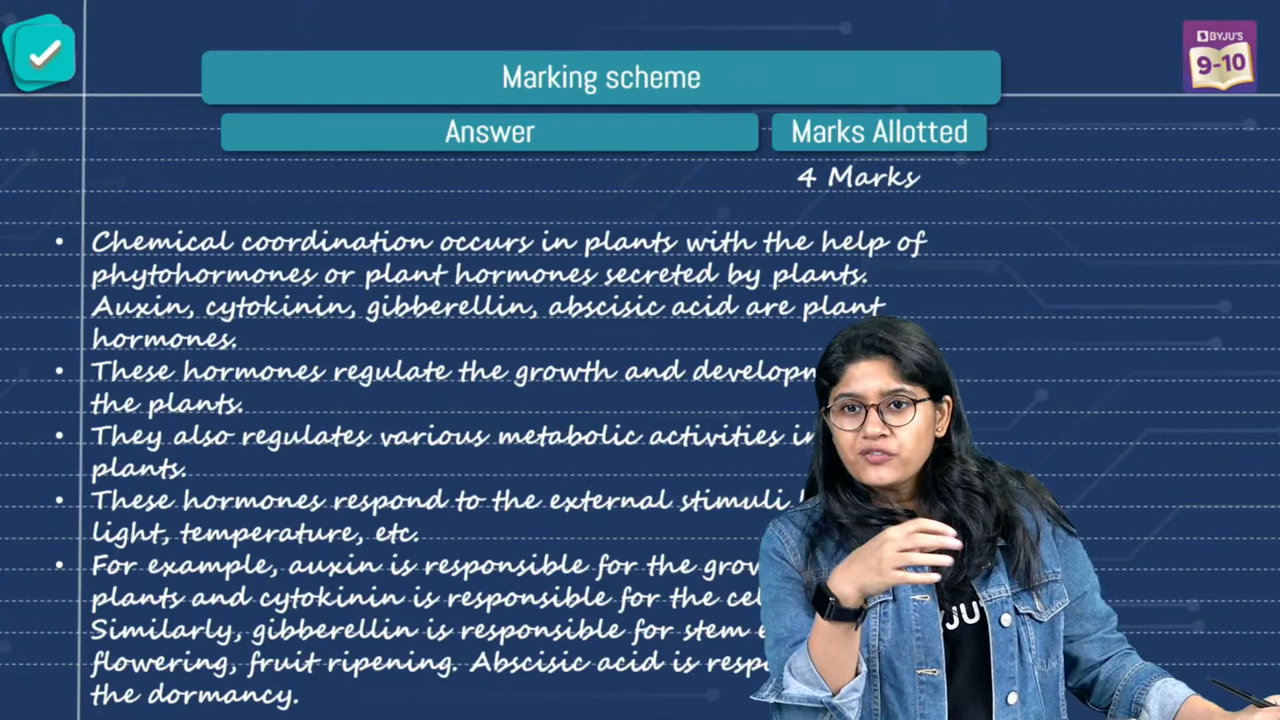 BYJU'S
9-10
Marking scheme
Answer
Marks Allotted
4 Marks
• Chemical coordination occurs in plants with the help of
phytohormones or plant hormones secreted by plants.
Auxin, cytokinin, gibberellin, abscisic acid are plant
hormones.
• These hormones regulate the growth and developm
the plants.
• They also regulates various metabolic activities in
plants.
• These hormones respond to the external stimuli
light, temperature, etc.
• For example, auxin is responsible for the grow
plants and cytokinin is responsible for the cel
Similarly, gibberellin is responsible for stem e
flowering, fruit ripening. Abscisic acid is resp
the dormancy.
YJU